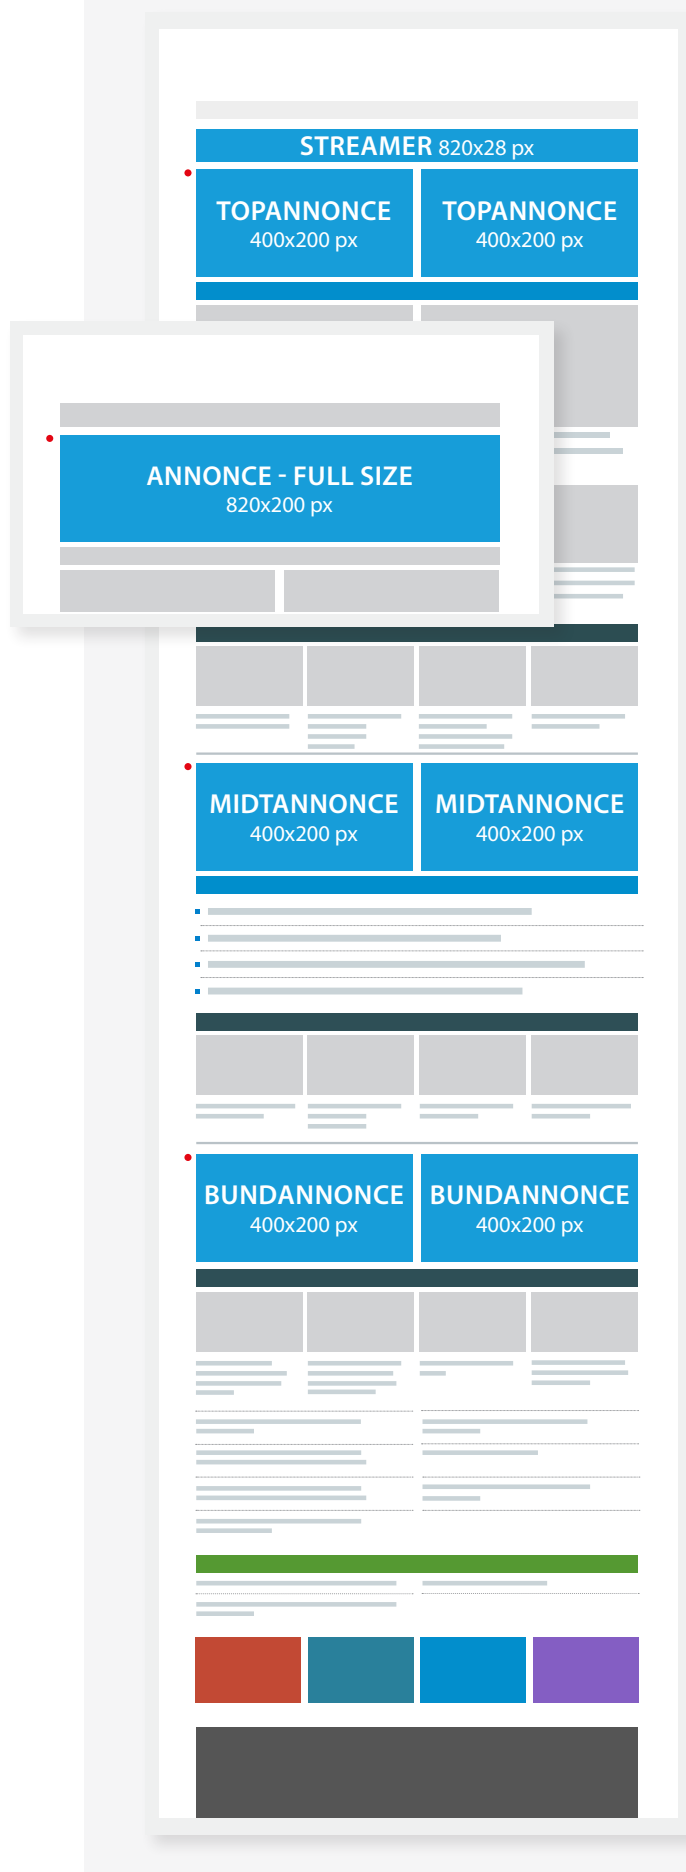 STREAMER 820x28 px
TOPANNONCE TOPANNONCE
400x200 px 400x200 px
ANNONCE - FULL SIZE
820x200 px
MIDTANNONCE MIDTANNONCE
400x200 px 400x200 px
BUNDANNONCE BUNDANNONCE
400x200 px 400x200 px